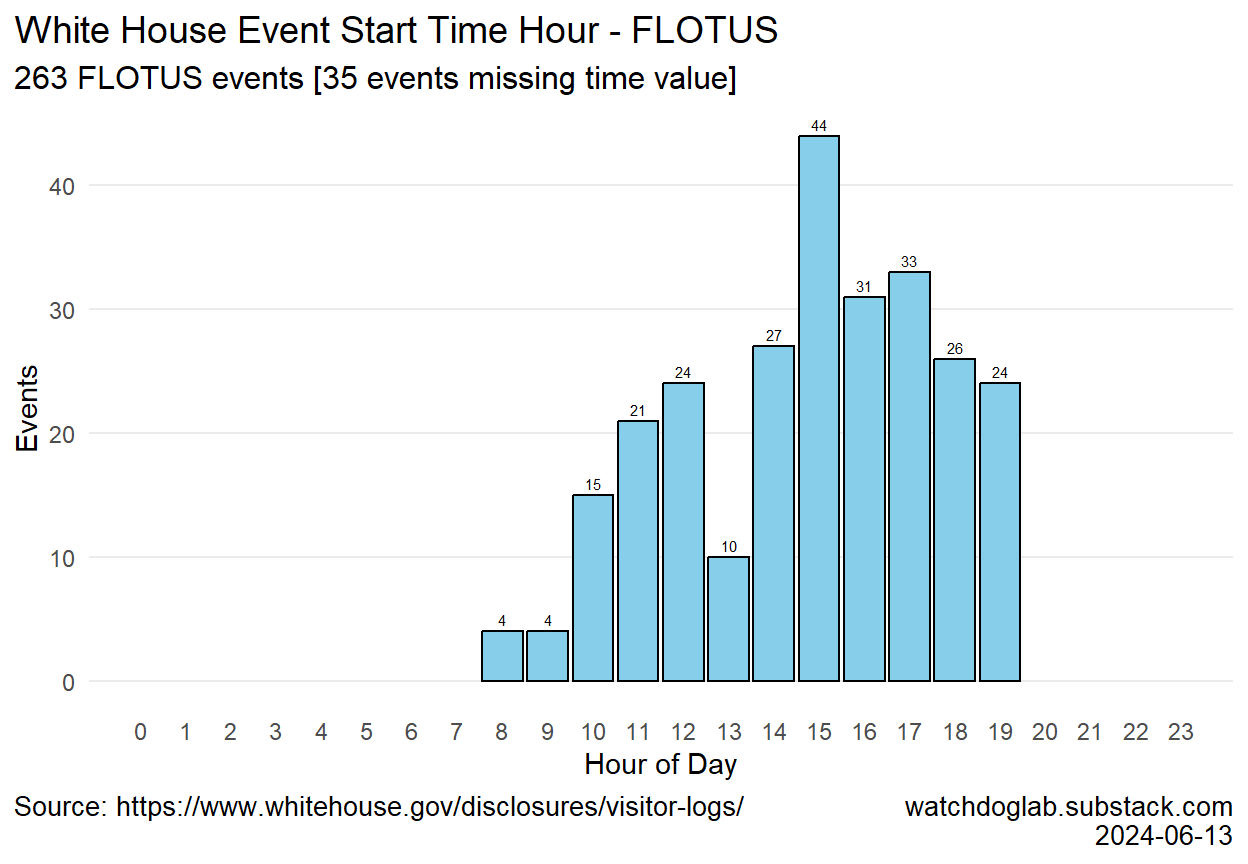 White House Event Start Time Hour - FLOTUS
263 FLOTUS events [35 events missing time value]
44
40
33
31
30
27
26
24
24
21
20
15
10
10
4
4
0
Events
0 1 2 3 4 5 6 7 8 9 10 11 12 13 14 15 16 17 18 19 20 21 22 23
Hour of Day
Source: https://www.whitehouse.gov/disclosures/visitor-logs/
watchdoglab.substack.com
2024-06-13